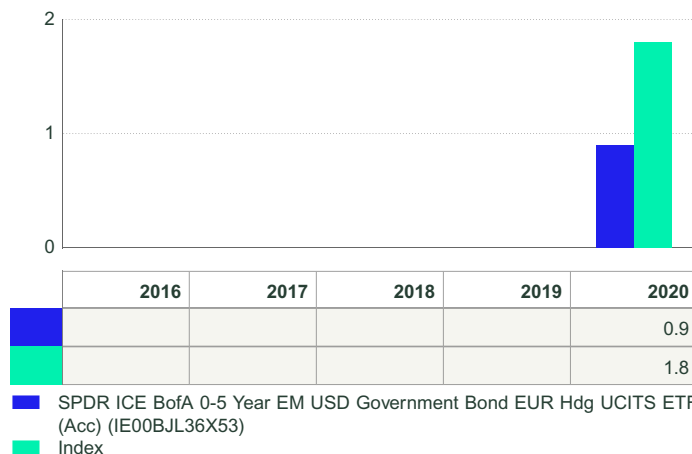 2
1
0
2016 2017 2018 2019 2020
0.9
1.8
SPDR ICE BofA 0-5 Year EM USD Government Bond EUR Hdg UCITS ETF
(Acc) (IE00BJL36X53)
Index